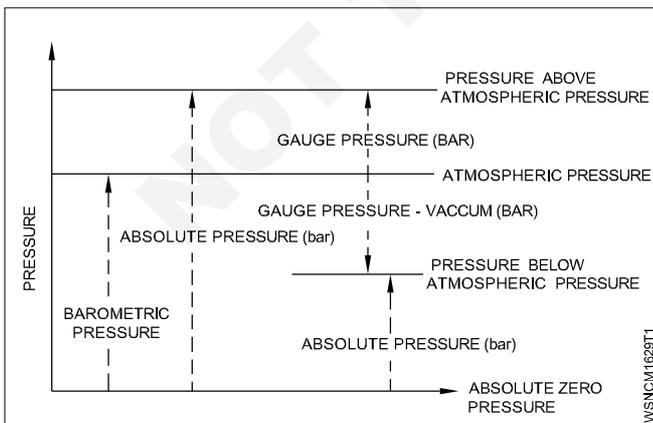 PRESSURE ABOVE
ATMOSPHERIC PRESSURE
GAUGE PRESSURE (BAR)
ATMOSPHERIC PRESSURE
GAUGE PRESSURE - VACCUM (BAR)
ABSOLUTE PRESSURE (bar)
PRESSURE
PRESSURE BELOW
ATMOSPHERIC PRESSURE
BAROMETRIC
PRESSURE
ABSOLUTE PRESSURE (bar)
ABSOLUTE ZERO
PRESSURE
WSNCM1629T1
NOT